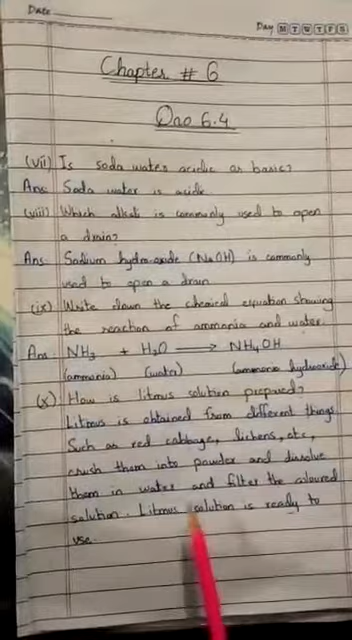 Date
Day M T W T F S
Chapter # 6
Qno 6.4
(vii) Is soda water acidic or basic?
Ans: Soda water is acidic.
(viii) Which alkali is commonly used to open
a drain?
Ans: Sodium hydroxide (NaOH) is commonly
used to open a drain
(ix) Write down the chemical equation showing
the reaction of ammonia and water.
Ans: NH3 + H2O → NH4OH
(ammonia) (water) (ammonia hydroxide)
(x) How is litmus solution prepared?
Litmus is obtained from different things
Such as red cabbage, lichens, etc,
crush them into powder and dissolve
them in water and filter the coloured
solution. Litmus solution is ready to
use.